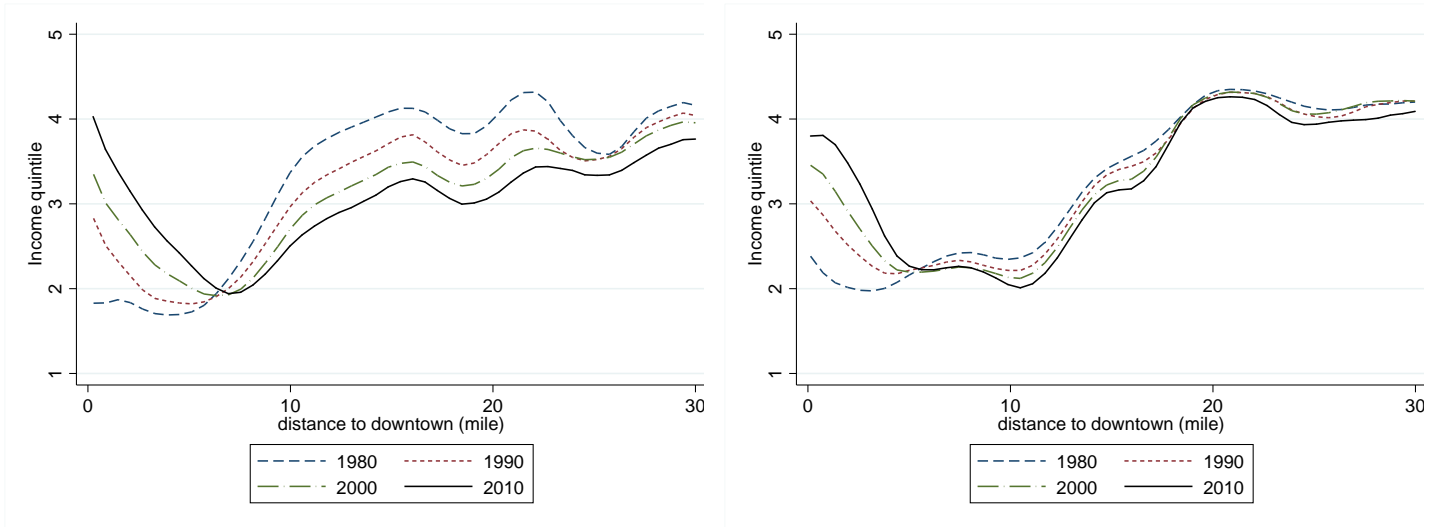 5
4
3
2
1
Income quintile
0 10 20 30
distance to downtown (mile)
1980 1990
2000 2010
5
4
3
2
1
Income quintile
0 10 20 30
distance to downtown (mile)
1980 1990
2000 2010